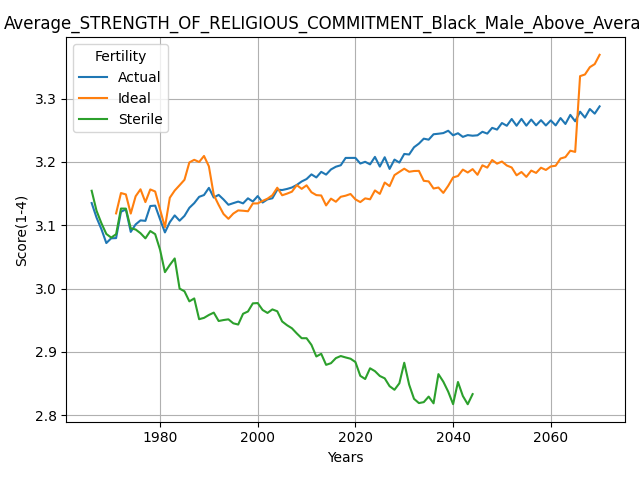 Average_STRENGTH_OF_RELIGIOUS_COMMITMENT_Black_Male_Above_Avera
Fertility
Actual
Ideal
Sterile
Score(1-4)
3.3
3.2
3.1
3.0
2.9
2.8
1980
2000
2020
2040
2060
Years